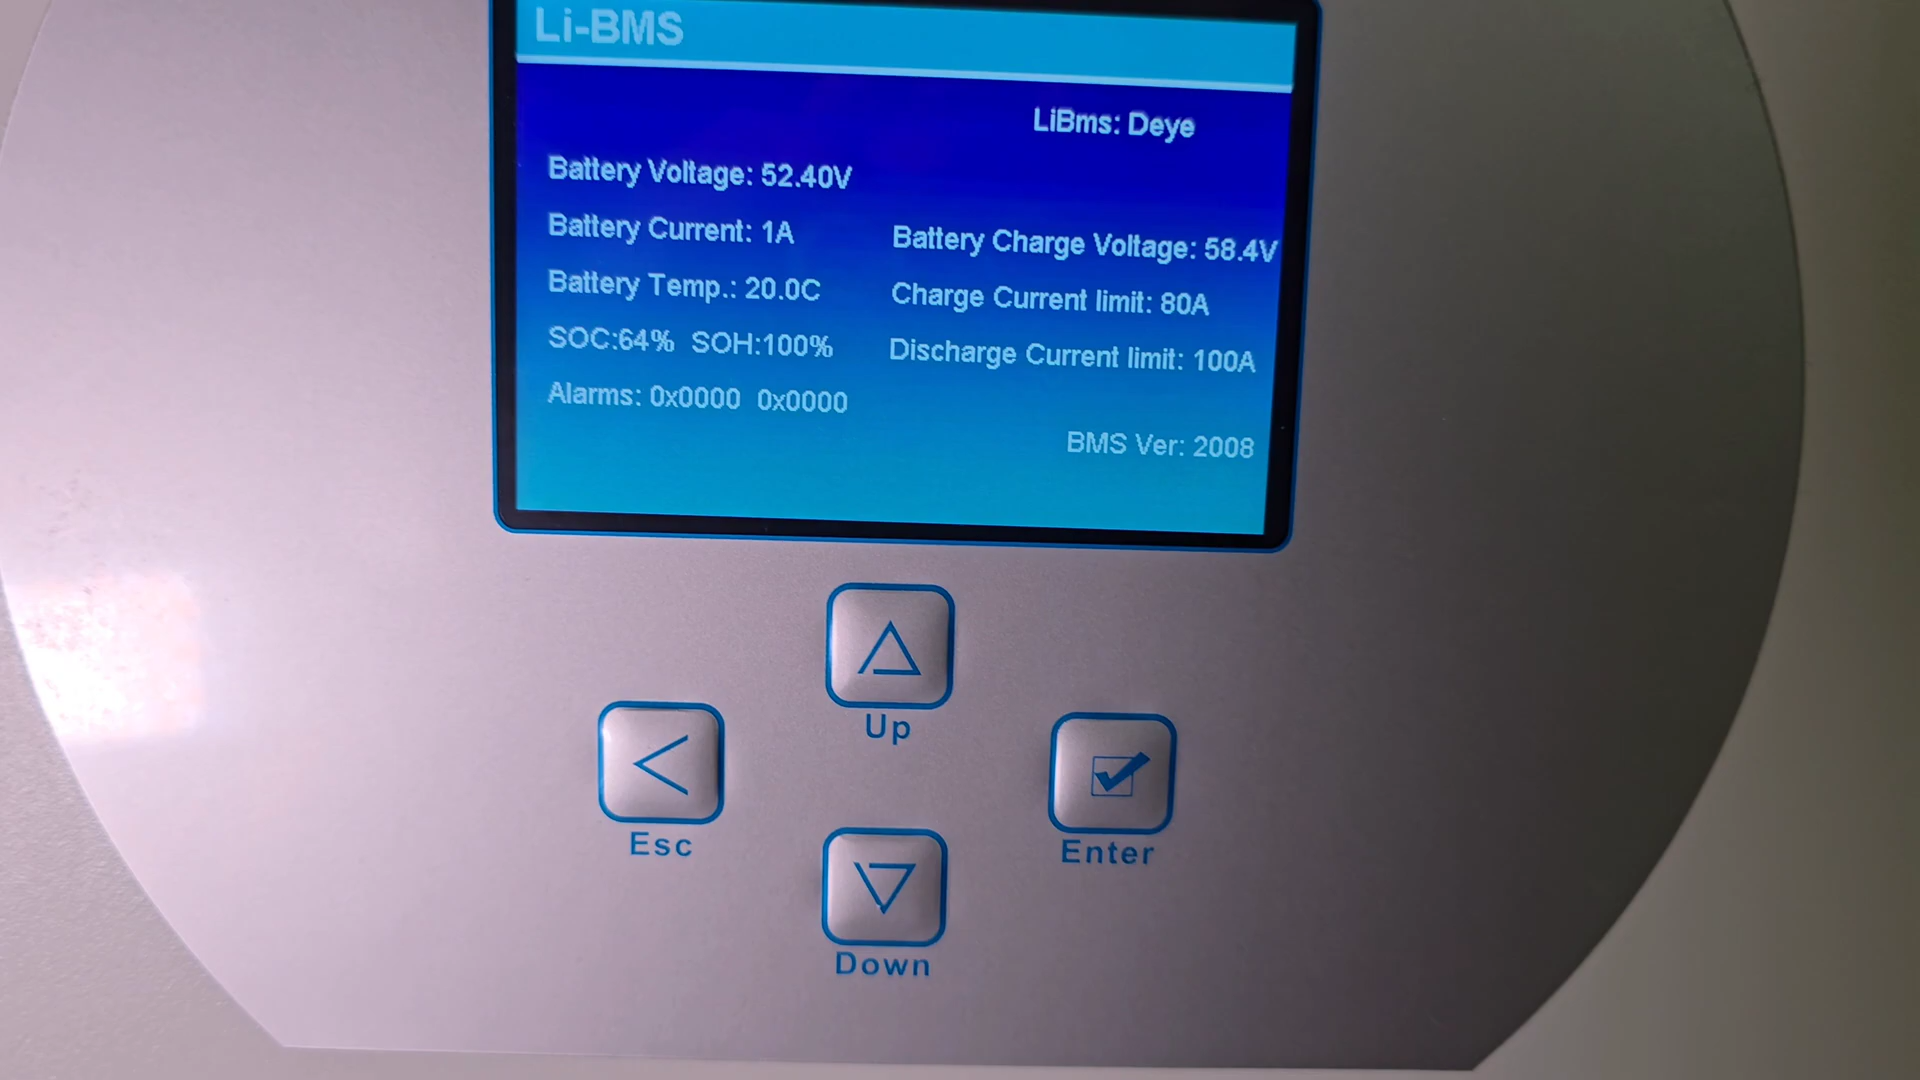 Li-BMS
LiBms: Deye
Battery Voltage: 52.40V
Battery Current: 1A
Battery Charge Voltage: 58.4V
Battery Temp.: 20.0C
Charge Current limit: 80A
SOC:64% SOH:100%
Discharge Current limit: 100A
Alarms: 0x0000 0x0000
BMS Ver: 2008
Up
Esc
Enter
Down